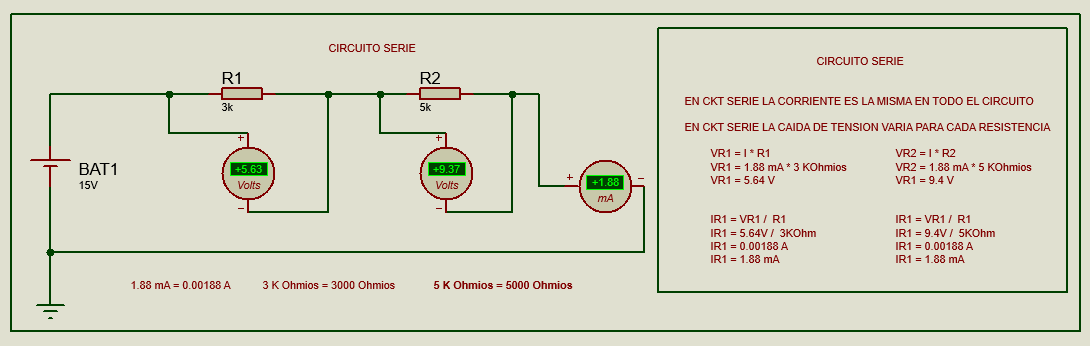 CIRCUITO SERIE
R1
3k
R2
5k
+
+5.63
Volts
−
+
+9.37
Volts
−
BAT1
15V
+
+1.88
mA
−
1.88 mA = 0.00188 A
3 K Ohmios = 3000 Ohmios
5 K Ohmios = 5000 Ohmios
CIRCUITO SERIE
EN CKT SERIE LA CORRIENTE ES LA MISMA EN TODO EL CIRCUITO
EN CKT SERIE LA CAIDA DE TENSION VARIA PARA CADA RESISTENCIA
VR1 = I * R1
VR1 = 1.88 mA * 3 KOhmios
VR1 = 5.64 V
VR2 = I * R2
VR2 = 1.88 mA * 5 KOhmios
VR1 = 9.4 V
IR1 = VR1 / R1
IR1 = 5.64V / 3KOhm
IR1 = 0.00188 A
IR1 = 1.88 mA
IR1 = VR1 / R1
IR1 = 9.4V / 5KOhm
IR1 = 0.00188 A
IR1 = 1.88 mA